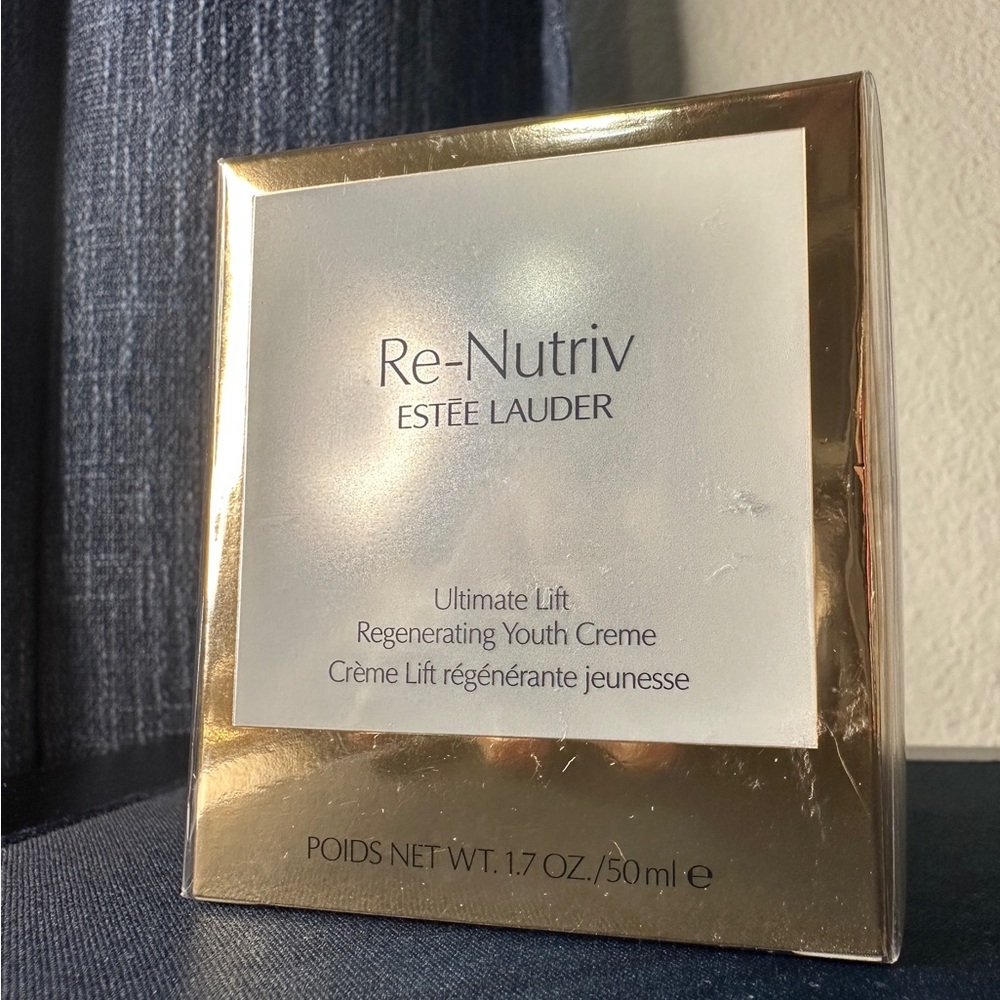 Re-Nutriv
ESTĒE LAUDER
Ultimate Lift
Regenerating Youth Creme
Crème Lift régénérante jeunesse
POIDS NET WT. 1.7 OZ./50 ml ℮